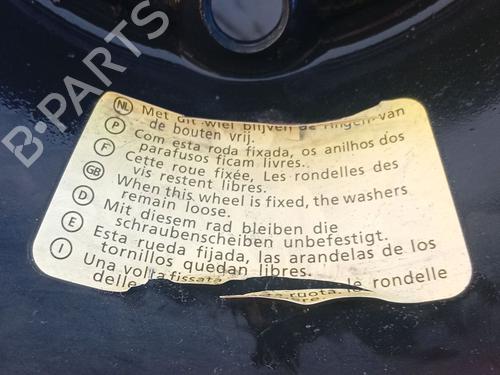 B-PARTS
NL Met dit wiel blijven de ringen van
de bouten vrij.
P Com esta roda fixada, os anilhos dos
parafusos ficam livres.
F Cette roue fixée, Les rondelles des
vis restent libres.
GB When this wheel is fixed, the washers
remain loose.
D Mit diesem rad bleiben die
schraubenscheiben unbefestigt.
E Esta rueda fijada, las arandelas de los
tornillos quedan libres.
I Una volta fissata ruota, le rondelle
delle